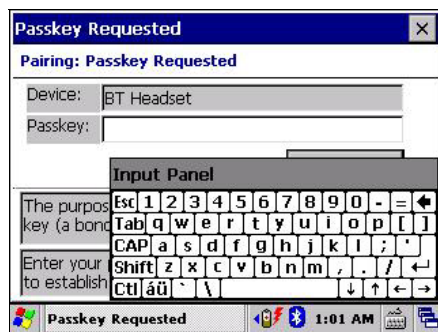 Passkey Requested
Pairing: Passkey Requested
Device: BT Headset
Passkey:
Input Panel
Esc 1 2 3 4 5 6 7 8 9 0 - =
Tab q w e r t y u i o p [ ]
CAP a s d f g h j k l ; '
Shift z x c v b n m , . /
Ctl áü ` \
The purpos
key (a bond
Enter your
to establish
Passkey Requested 1:01 AM